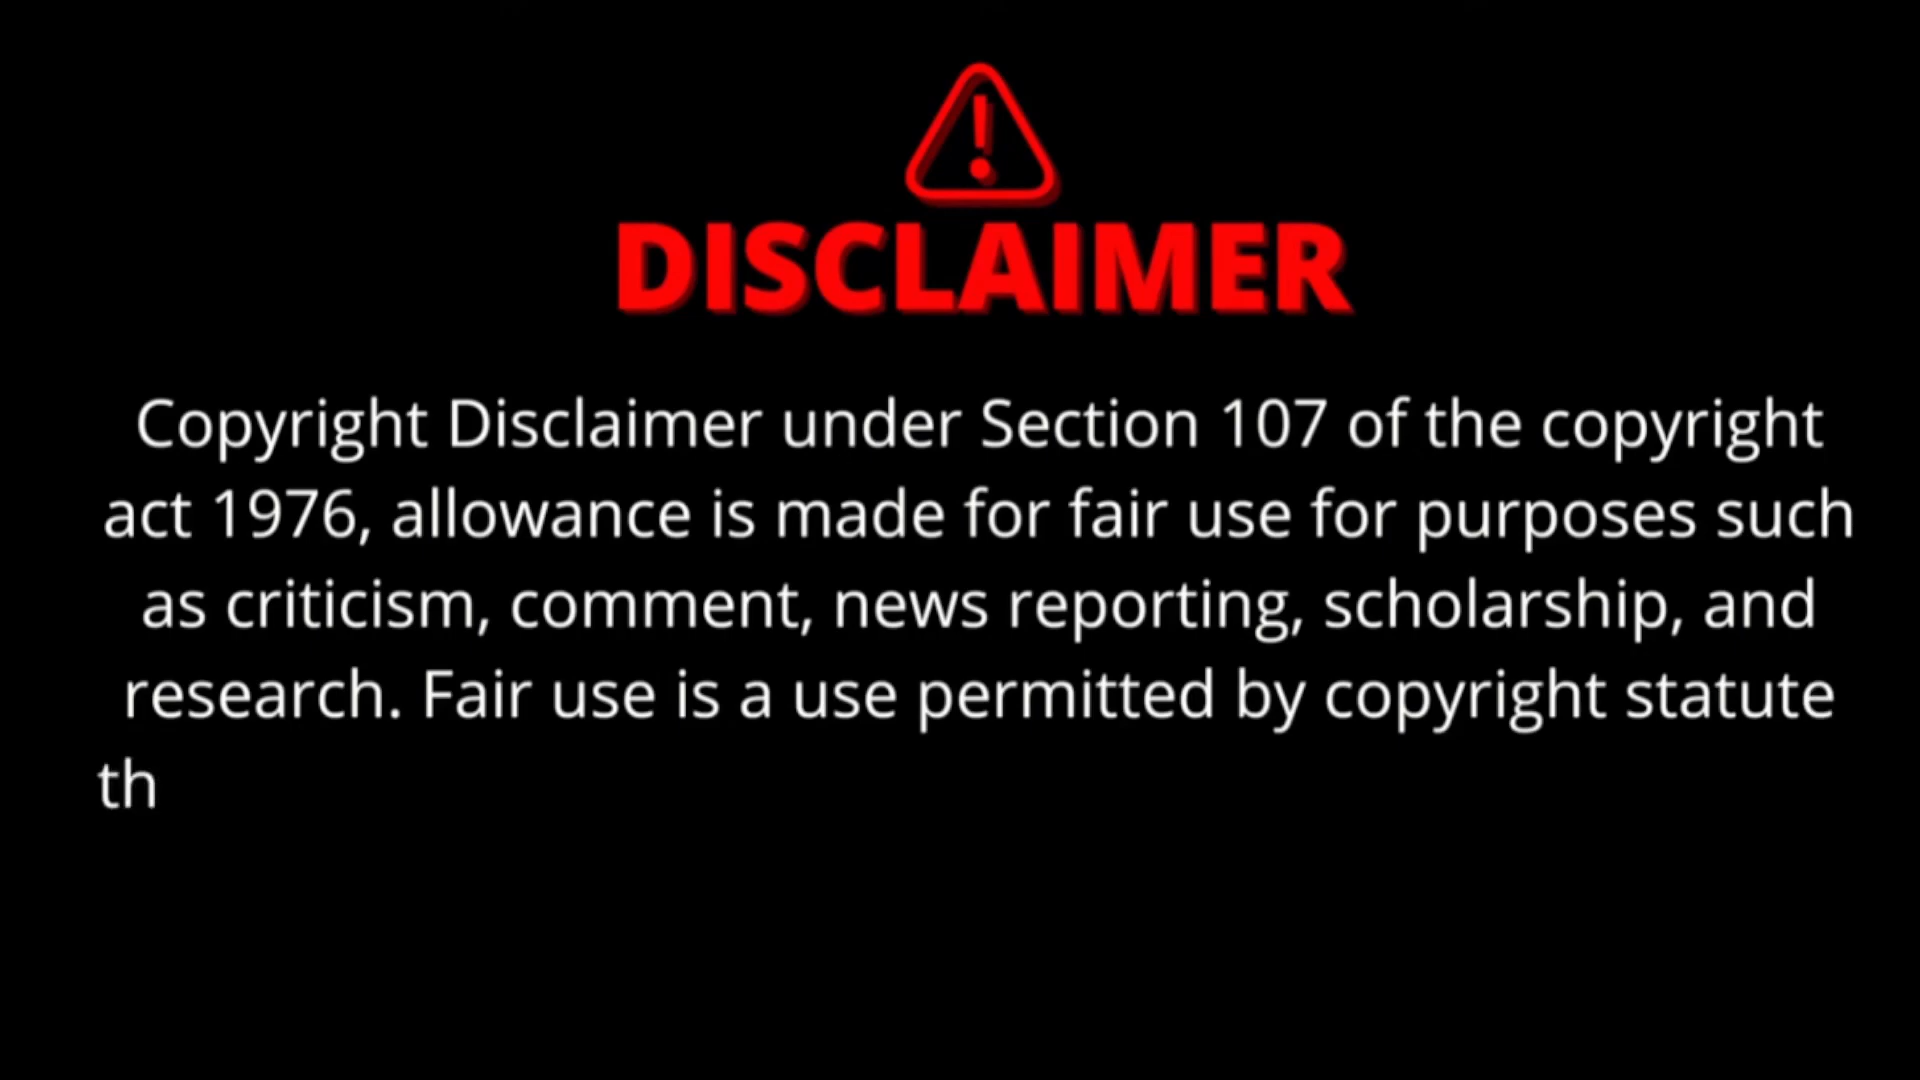 DISCLAIMER
Copyright Disclaimer under Section 107 of the copyright
act 1976, allowance is made for fair use for purposes such
as criticism, comment, news reporting, scholarship, and
research. Fair use is a use permitted by copyright statute
th